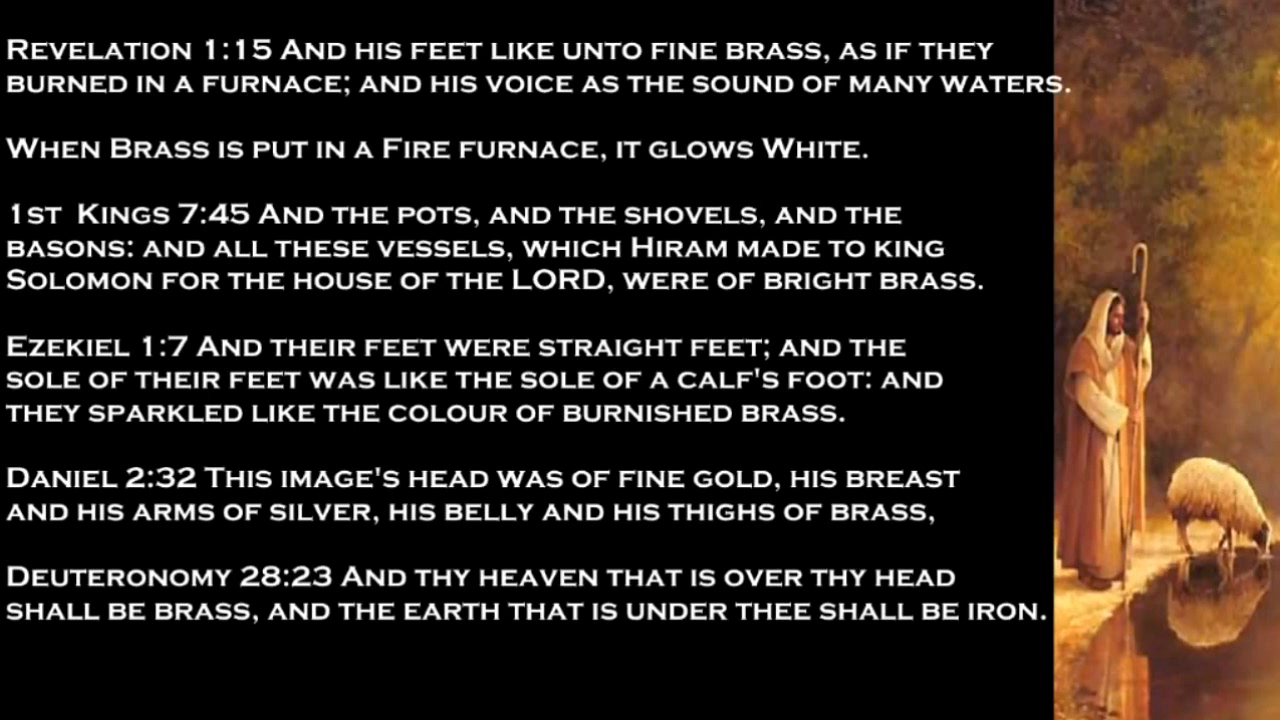 Revelation 1:15 And his feet like unto fine brass, as if they
burned in a furnace; and his voice as the sound of many waters.
When Brass is put in a Fire furnace, it glows White.
1st Kings 7:45 And the pots, and the shovels, and the
basons: and all these vessels, which Hiram made to king
Solomon for the house of the LORD, were of bright brass.
Ezekiel 1:7 And their feet were straight feet; and the
sole of their feet was like the sole of a calf's foot: and
they sparkled like the colour of burnished brass.
Daniel 2:32 This image's head was of fine gold, his breast
and his arms of silver, his belly and his thighs of brass,
Deuteronomy 28:23 And thy heaven that is over thy head
shall be brass, and the earth that is under thee shall be iron.